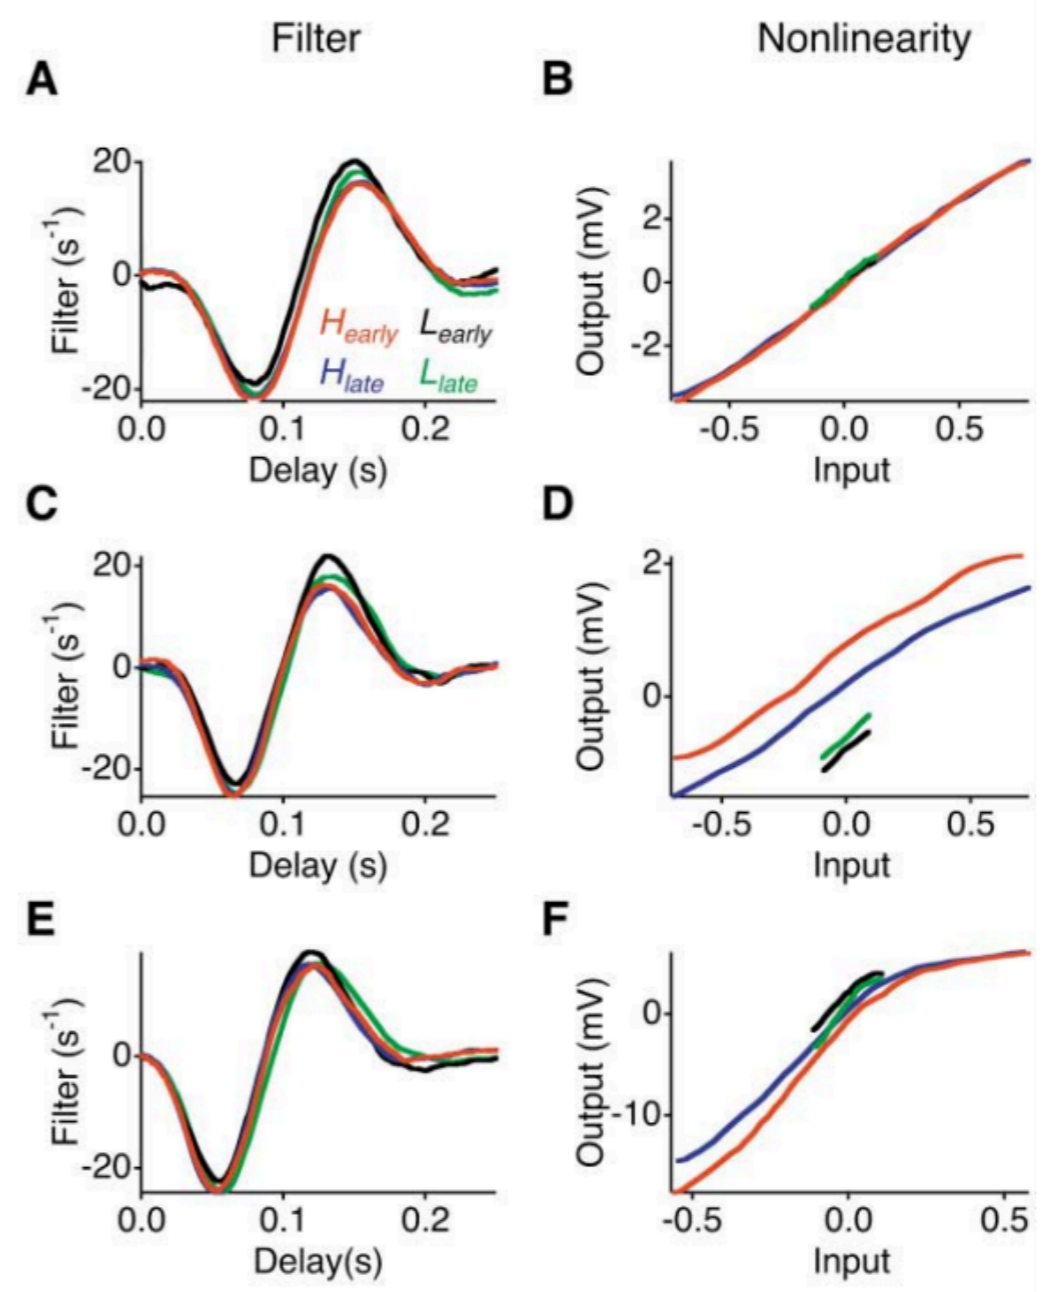 Filter
Nonlinearity
A
B
20
0
-20
Filter (s-1)
Hearly Learly
Hlate Llate
0.0 0.1 0.2
Delay (s)
2
0
-2
Output (mV)
-0.5 0.0 0.5
Input
C
D
20
0
-20
Filter (s-1)
0.0 0.1 0.2
Delay (s)
2
0
Output (mV)
-0.5 0.0 0.5
Input
E
F
0
-20
Filter (s-1)
0.0 0.1 0.2
Delay(s)
0
-10
Output (mV)
-0.5 0.0 0.5
Input